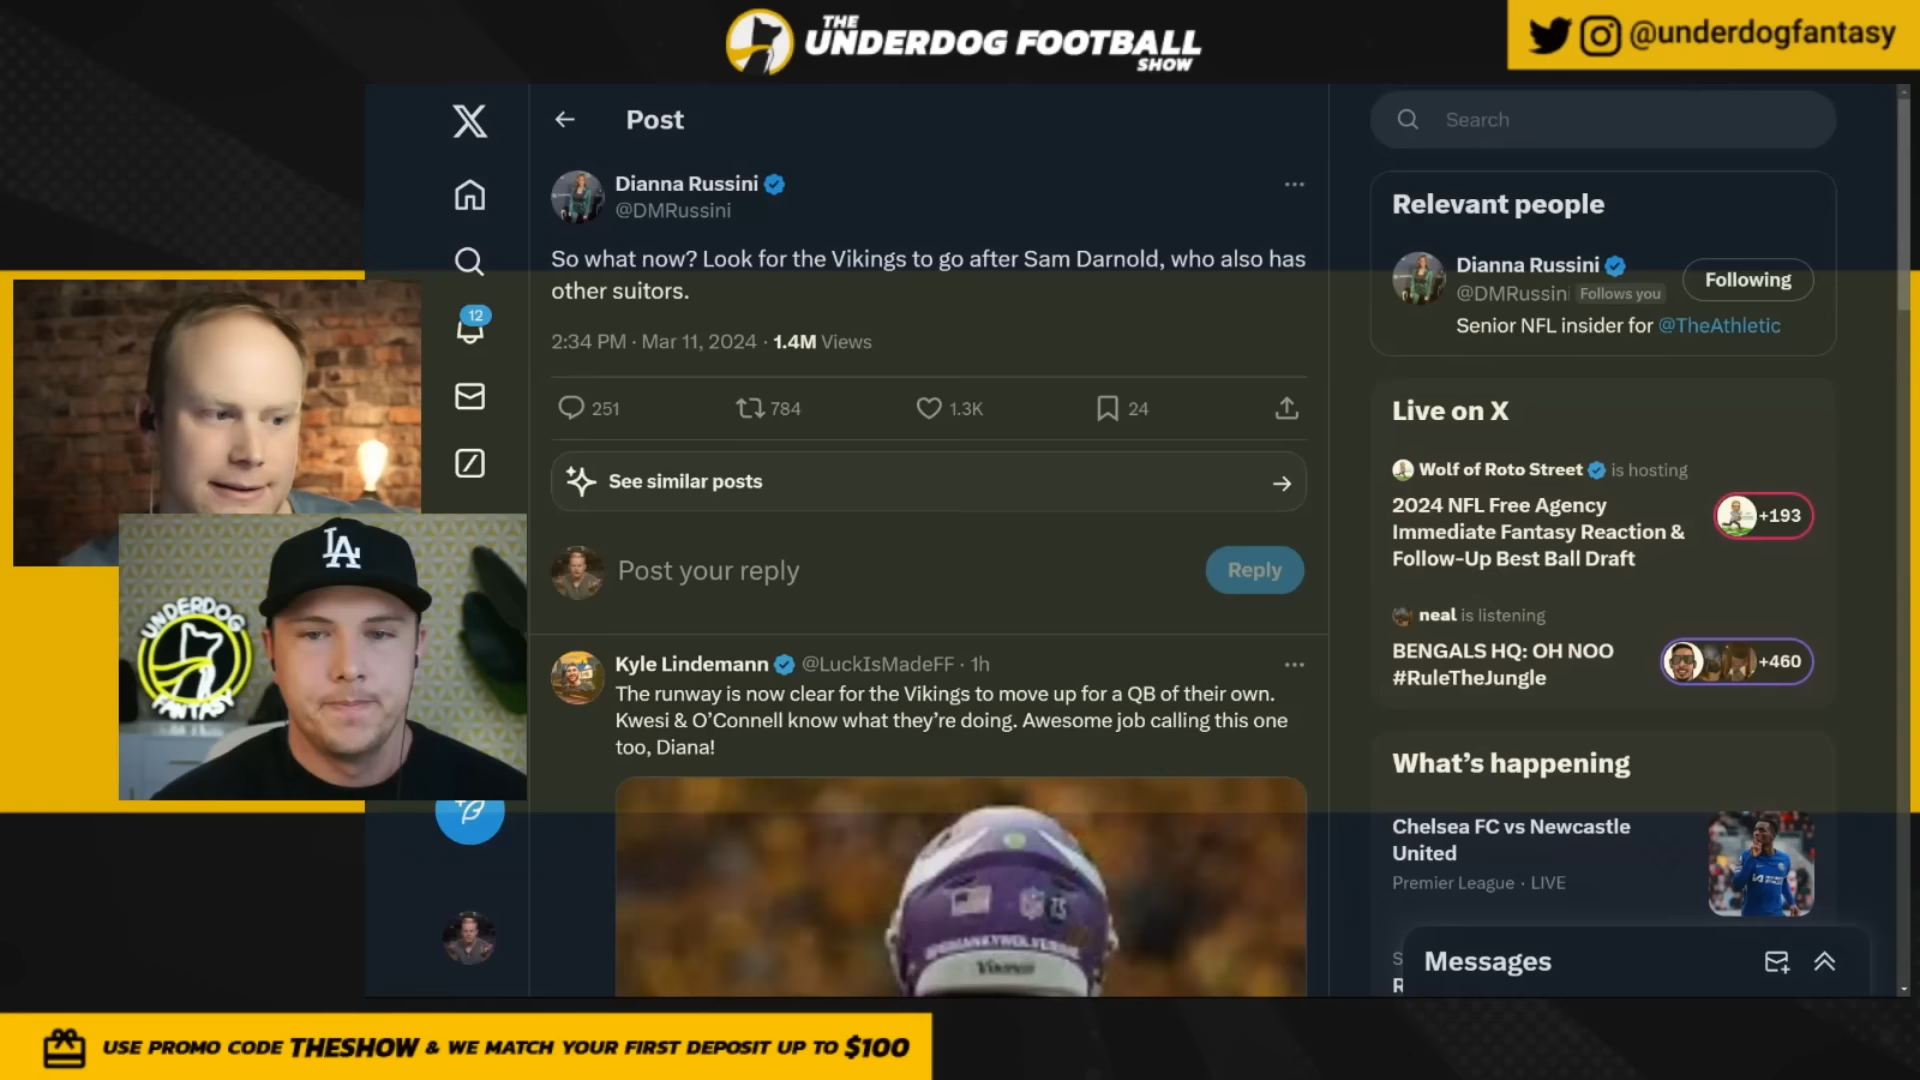 THE
UNDERDOG FOOTBALL
SHOW
@underdogfantasy
Post
Search
Dianna Russini
@DMRussini
So what now? Look for the Vikings to go after Sam Darnold, who also has
other suitors.
2:34 PM · Mar 11, 2024 · 1.4M Views
251
784
1.3K
24
See similar posts
Post your reply
Reply
Kyle Lindemann @LuckIsMadeFF · 1h
The runway is now clear for the Vikings to move up for a QB of their own.
Kwesi & O’Connell know what they’re doing. Awesome job calling this one
too, Diana!
Vikings
12
LA
UNDERDOG
FANTASY
Relevant people
Dianna Russini
@DMRussini Follows you
Following
Senior NFL insider for @TheAthletic
Live on X
Wolf of Roto Street is hosting
2024 NFL Free Agency
Immediate Fantasy Reaction &
Follow-Up Best Ball Draft
+193
neal is listening
BENGALS HQ: OH NOO
#RuleTheJungle
+460
What’s happening
Chelsea FC vs Newcastle
United
Premier League · LIVE
S
R
Messages
USE PROMO CODE THESHOW & WE MATCH YOUR FIRST DEPOSIT UP TO $100